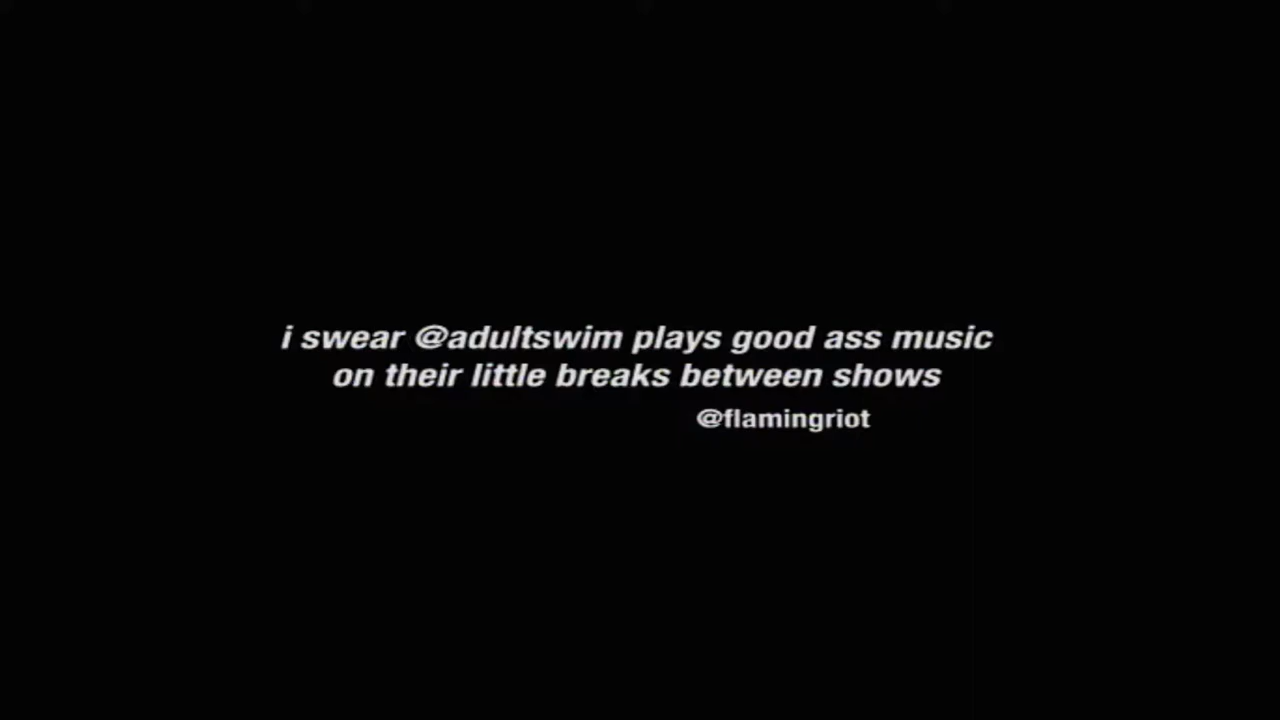 i swear @adultswim plays good ass music
on their little breaks between shows
@flamingriot